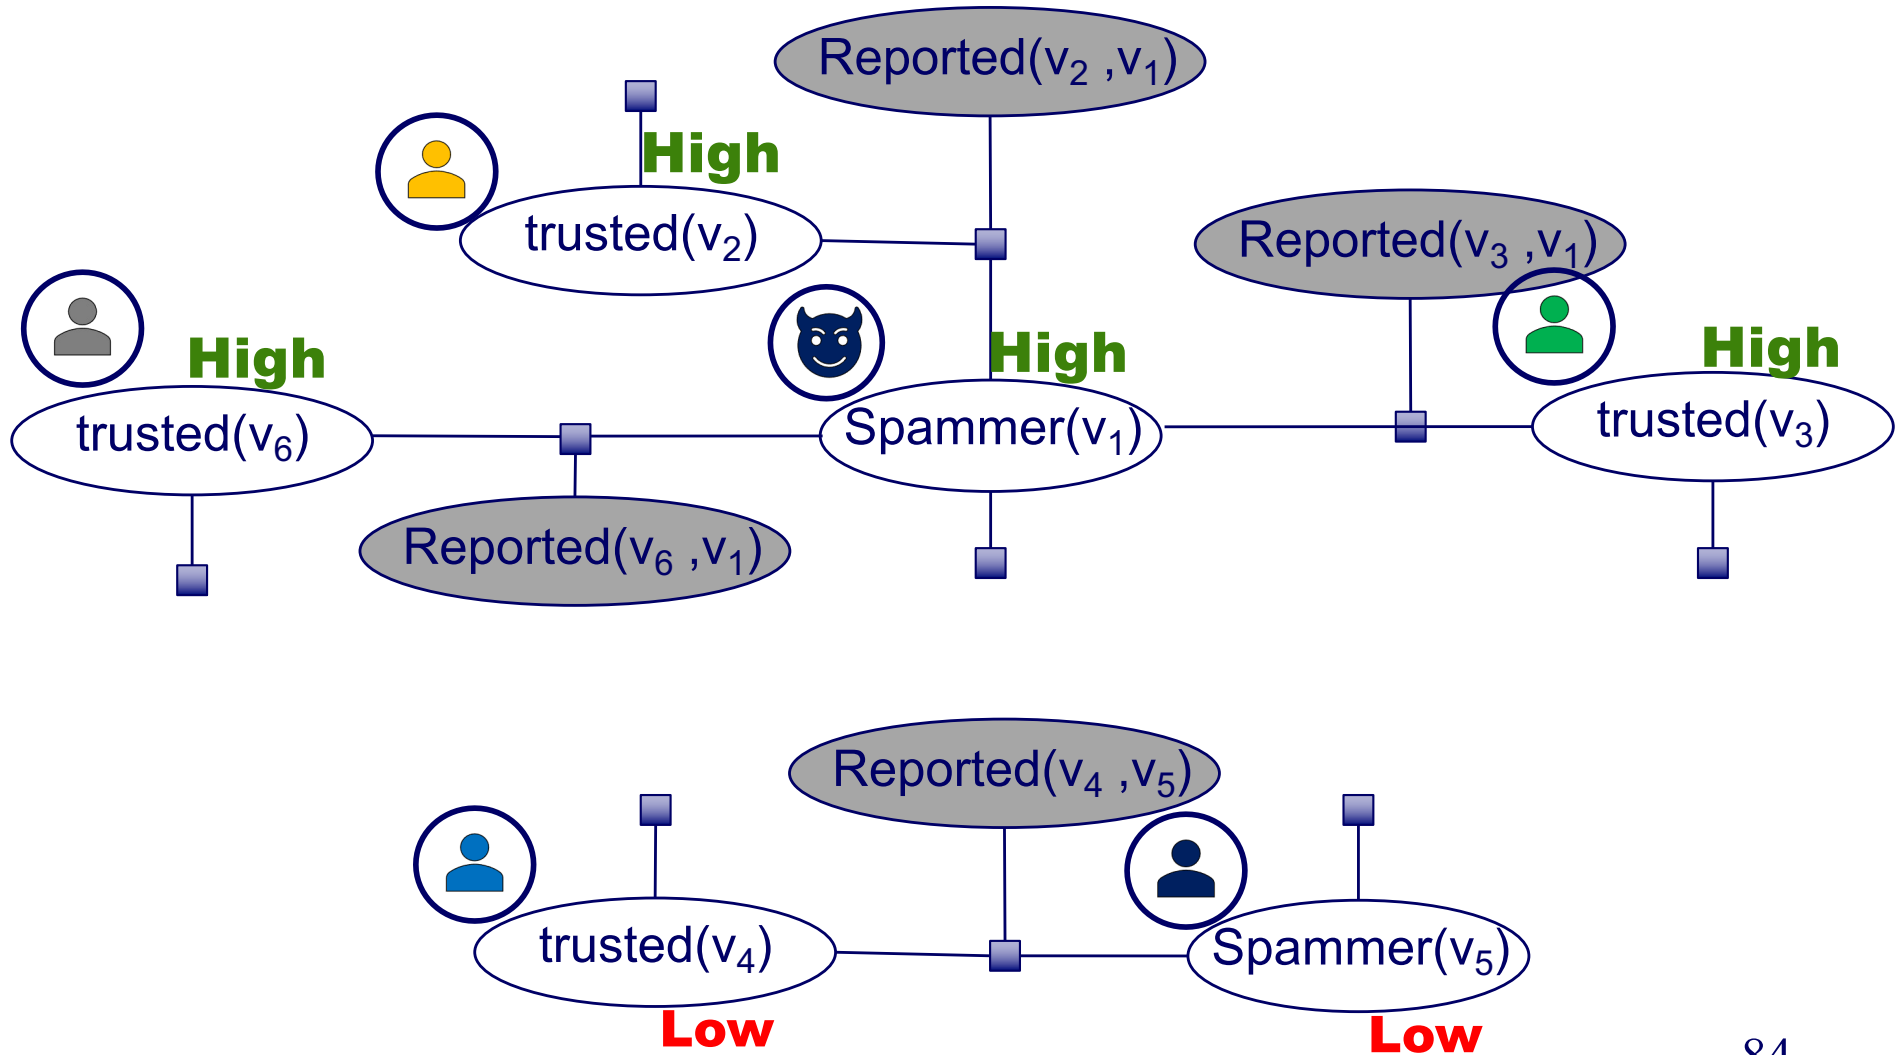 Reported(v₂ ,v₁)
High
trusted(v₂)
Reported(v₃ ,v₁)
High
High
High
trusted(v₆)
Spammer(v₁)
trusted(v₃)
Reported(v₆ ,v₁)
Reported(v₄ ,v₅)
trusted(v₄)
Spammer(v₅)
Low
Low
84